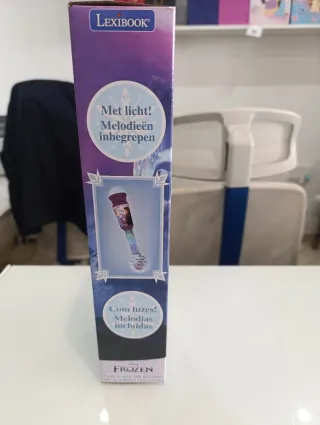 LEXIBOOK®
Met licht!
Melodieën
inbegrepen
Com luzes!
Melodias
incluídas
Disney
FROZEN